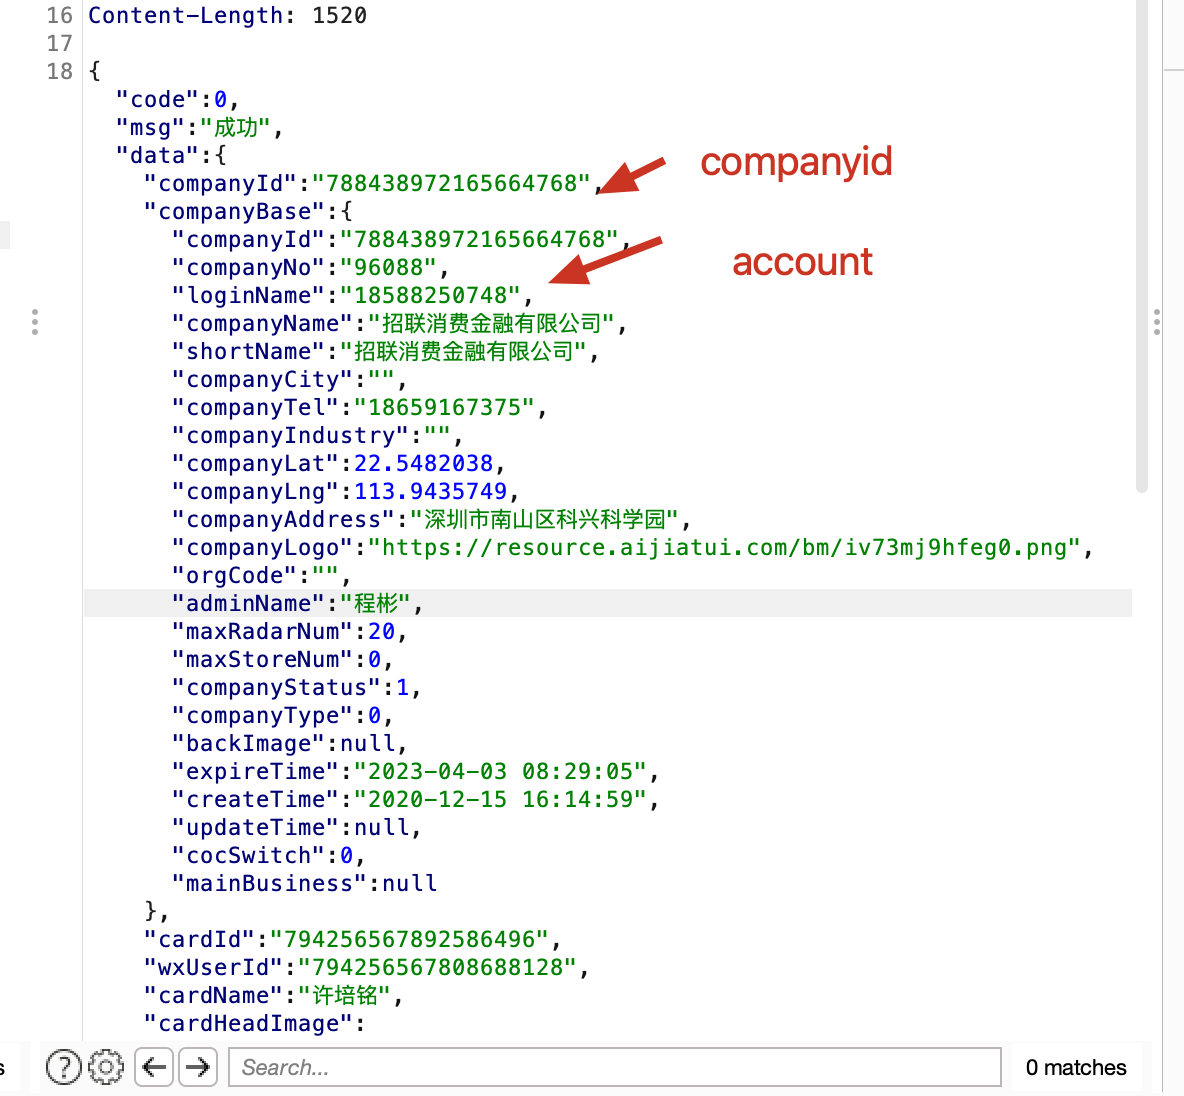 16 Content-Length: 1520
17
18 {
"code":0,
"msg":"成功",
"data":{
"companyId":"788438972165664768",
companyid
"companyBase":{
"companyId":"788438972165664768",
account
"companyNo":"96088",
"loginName":"18588250748",
"companyName":"招联消费金融有限公司",
"shortName":"招联消费金融有限公司",
"companyCity":"",
"companyTel":"18659167375",
"companyIndustry":"",
"companyLat":22.5482038,
"companyLng":113.9435749,
"companyAddress":"深圳市南山区科兴科学园",
"companyLogo":"https://resource.aijiatui.com/bm/iv73mj9hfeg0.png",
"orgCode":"",
"adminName":"程彬",
"maxRadarNum":20,
"maxStoreNum":0,
"companyStatus":1,
"companyType":0,
"backImage":null,
"expireTime":"2023-04-03 08:29:05",
"createTime":"2020-12-15 16:14:59",
"updateTime":null,
"cocSwitch":0,
"mainBusiness":null
},
"cardId":"794256567892586496",
"wxUserId":"794256567808688128",
"cardName":"许培铭",
"cardHeadImage":
s
Search...
0 matches